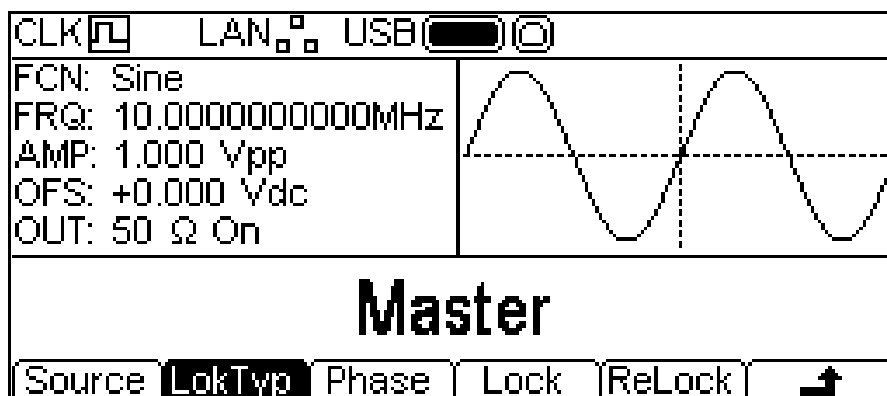 CLK LAN USB
FCN: Sine
FRQ: 10.0000000000MHz
AMP: 1.000 Vpp
OFS: +0.000 Vdc
OUT: 50 Ω On
Master
Source LokTyp Phase Lock ReLock